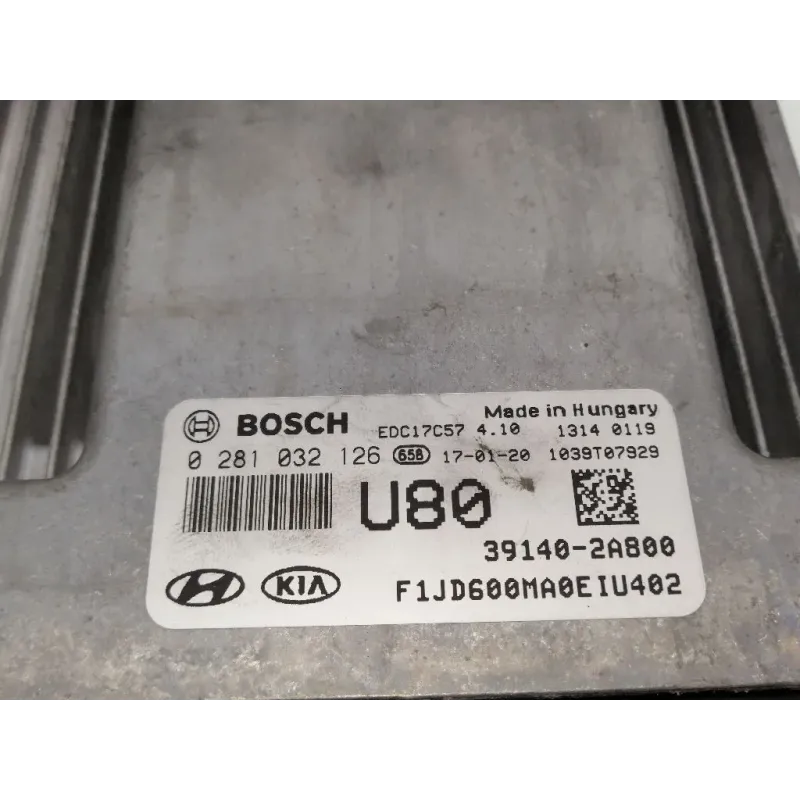 BOSCH EDC17C57 4.10 Made in Hungary 1314 0119
0 281 032 126 658 17-01-20 1039T07929
U80
39140-2A800
KIA F1JD600MA0EIU402